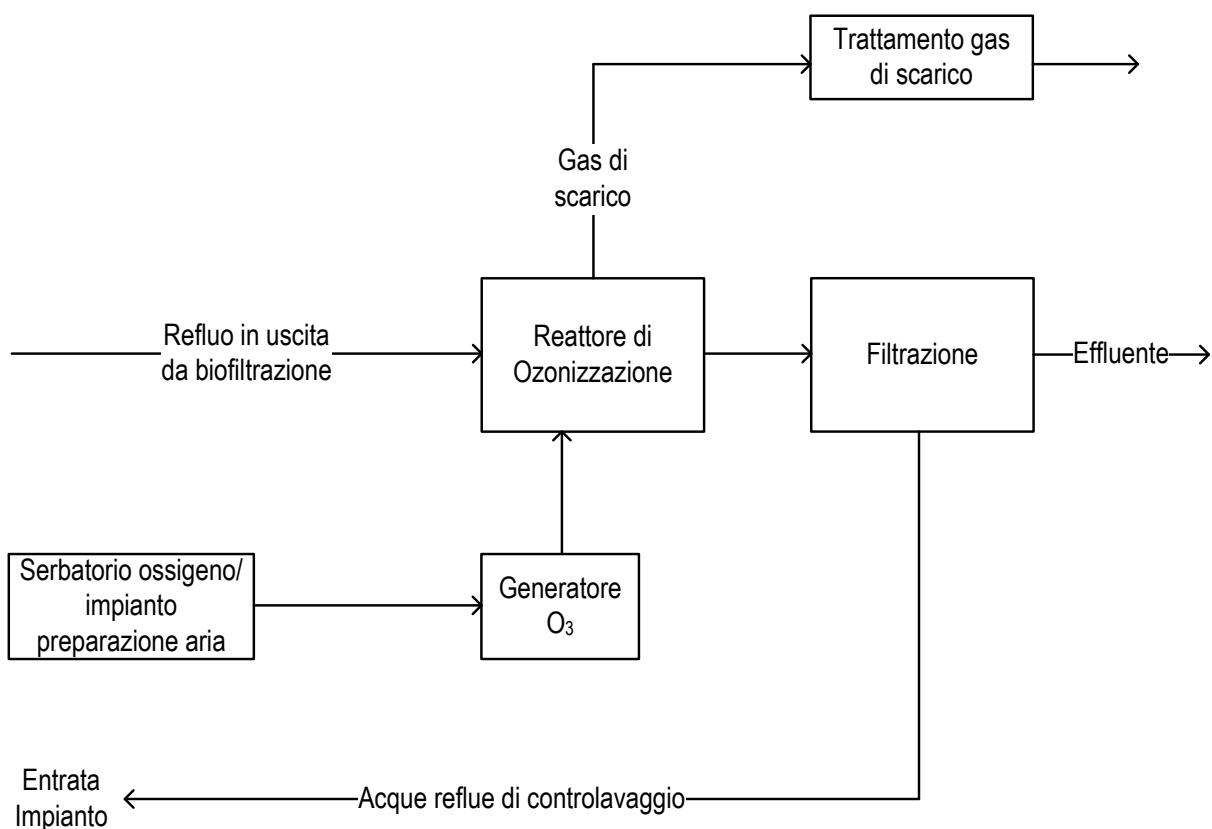 Trattamento gas
di scarico
Gas di
scarico
Refluo in uscita
da biofiltrazione
Reattore di
Ozonizzazione
Filtrazione
Effluente
Serbatorio ossigeno/
impianto
preparazione aria
Generatore
O₃
Entrata
Impianto
Acque reflue di controlavaggio